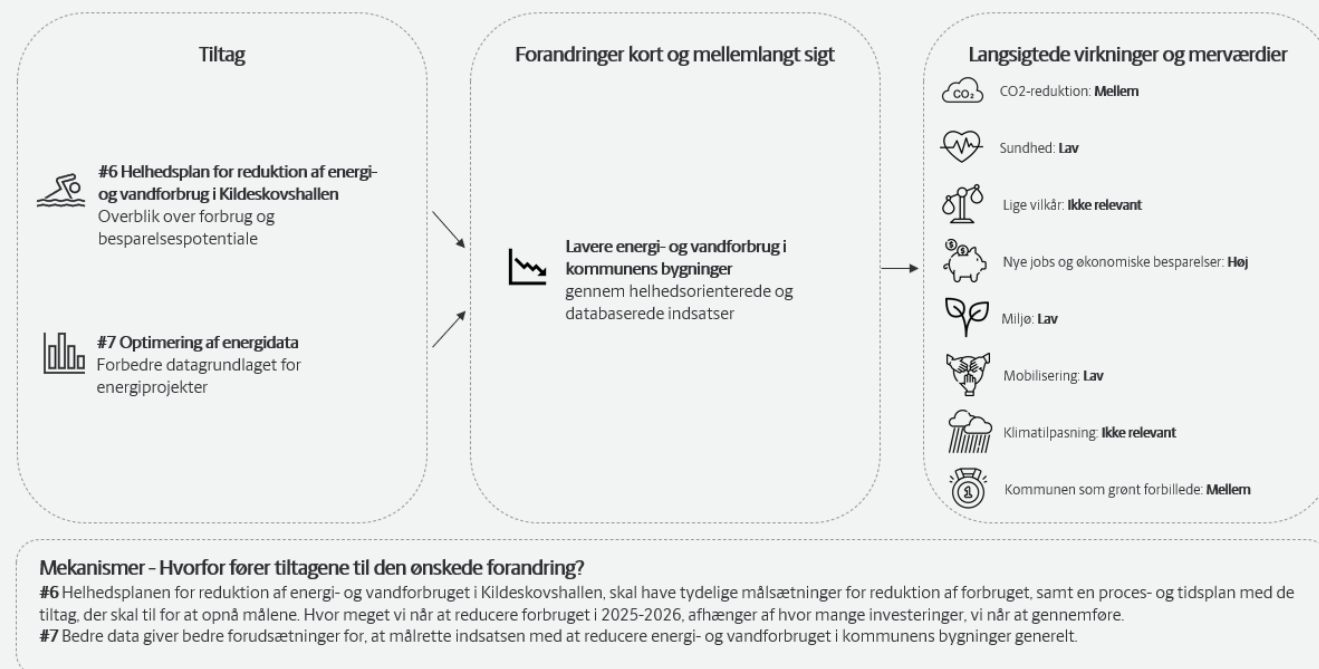 Tiltag
#6 Helhedsplan for reduktion af energi-
og vandforbrug i Kildeskovshallen
Overblik over forbrug og
besparelsespotentiale
#7 Optimering af energidata
Forbedre datagrundlaget for
energiprojekter
Forandringer kort og mellemlangt sigt
Lavere energi- og vandforbrug i
kommunens bygninger
gennem helhedsorienterede og
databaserede indsatser
Langsigtede virkninger og merværdier
CO₂
CO2-reduktion: Mellem
Sundhed: Lav
Lige vilkår: Ikke relevant
$ $
Nye jobs og økonomiske besparelser: Høj
Miljø: Lav
Mobilisering: Lav
Klimatilpasning: Ikke relevant
1
Kommunen som grønt forbillede: Mellem
Mekanismer - Hvorfor fører tiltagene til den ønskede forandring?
#6 Helhedsplanen for reduktion af energi- og vandforbruget i Kildeskovshallen, skal have tydelige målsætninger for reduktion af forbruget, samt en proces- og tidsplan med de
tiltag, der skal til for at opnå målene. Hvor meget vi når at reducere forbruget i 2025-2026, afhænger af hvor mange investeringer, vi når at gennemføre.
#7 Bedre data giver bedre forudsætninger for, at målrette indsatsen med at reducere energi- og vandforbruget i kommunens bygninger generelt.